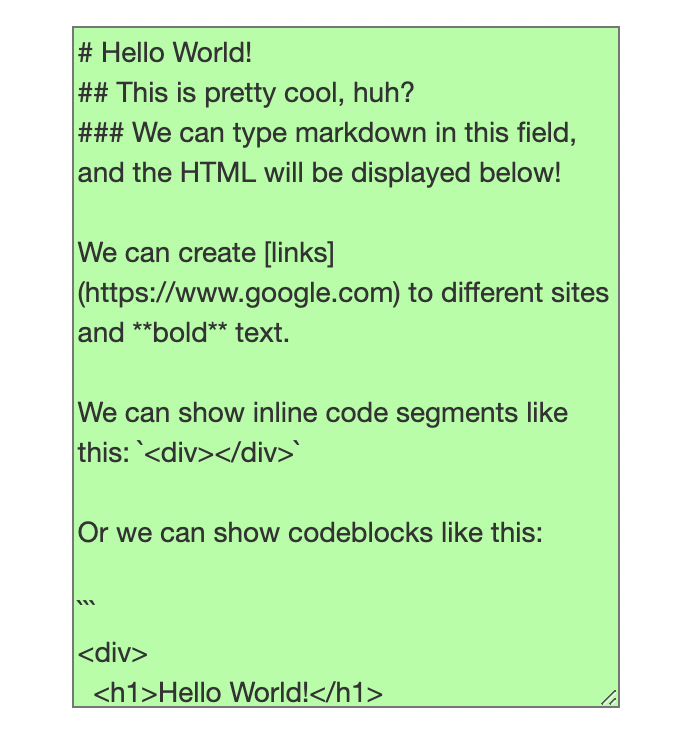 # Hello World!
## This is pretty cool, huh?
### We can type markdown in this field,
and the HTML will be displayed below!

We can create [links]
(https://www.google.com) to different sites
and **bold** text.

We can show inline code segments like
this: `<div></div>`

Or we can show codeblocks like this:

```
<div>
  <h1>Hello World!</h1>